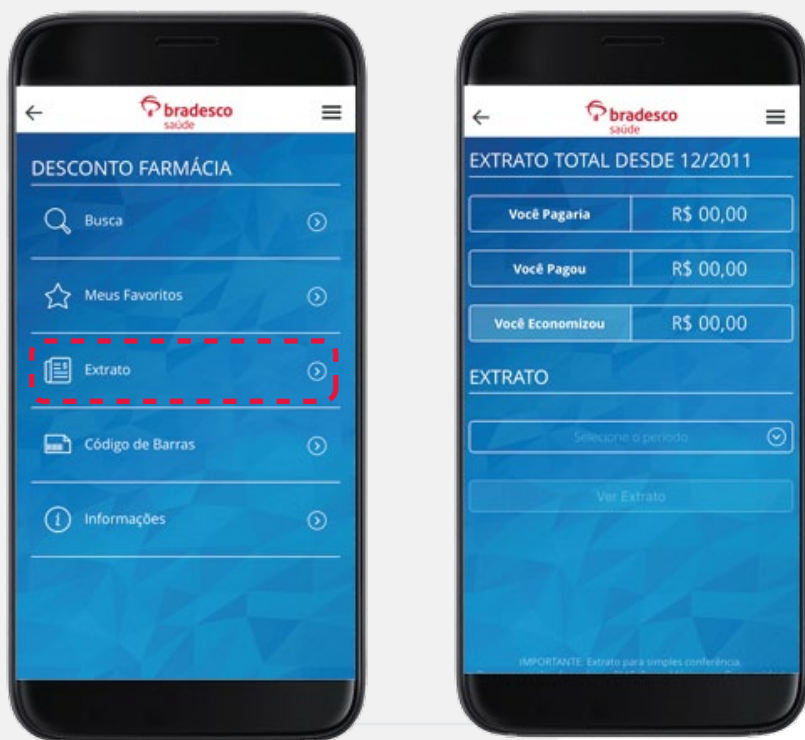 bradesco
saúde
DESCONTO FARMÁCIA
Busca
Meus Favoritos
Extrato
Código de Barras
Informações
bradesco
saúde
EXTRATO TOTAL DESDE 12/2011
Você Pagaria R$ 00,00
Você Pagou R$ 00,00
Você Economizou R$ 00,00
EXTRATO
Selecione o período
Ver Extrato
IMPORTANTE: Extrato para simples conferência.